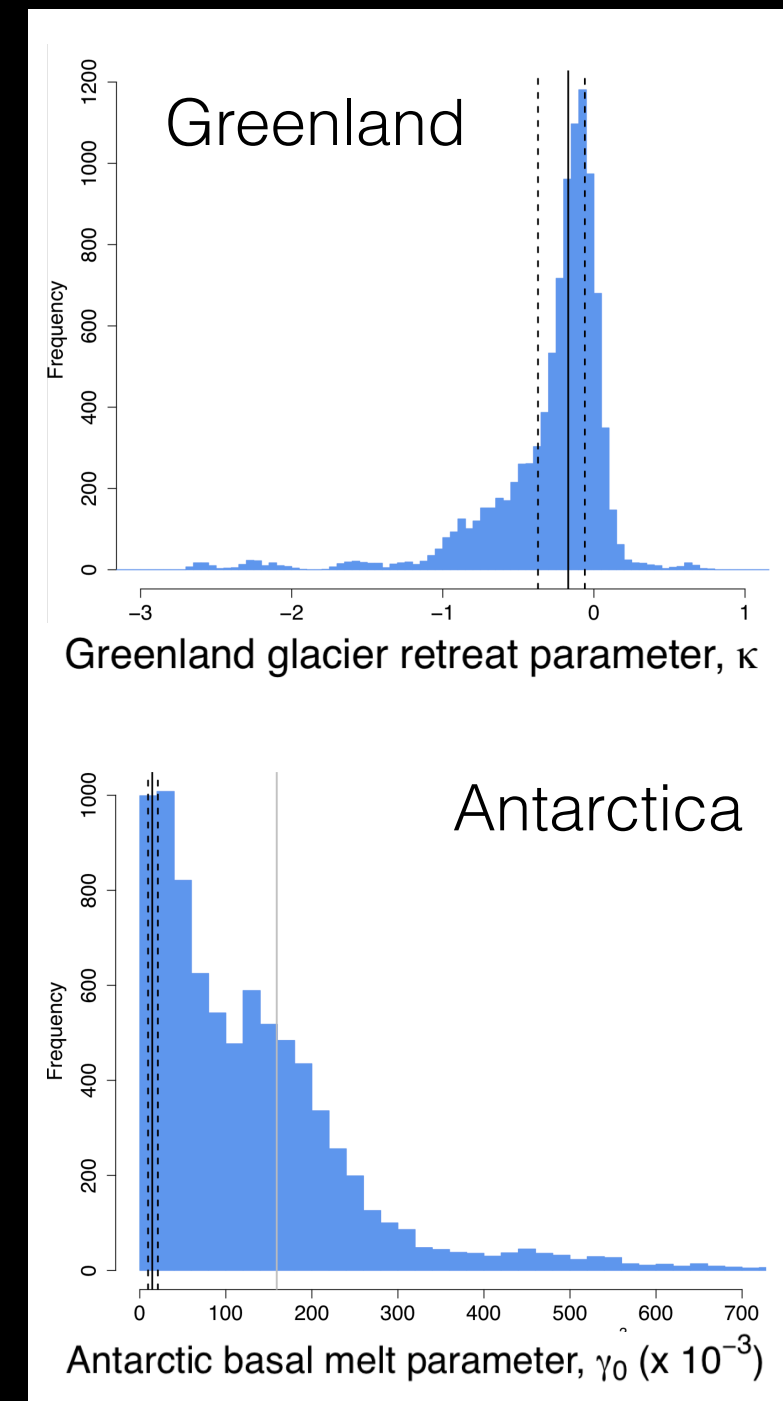 Greenland
Frequency
1200
1000
800
600
400
200
0
−3 −2 −1 0 1
Greenland glacier retreat parameter, κ
Antarctica
Frequency
1000
800
600
400
200
0
0 100 200 300 400 500 600 700
Antarctic basal melt parameter, γ₀ (x 10⁻³)